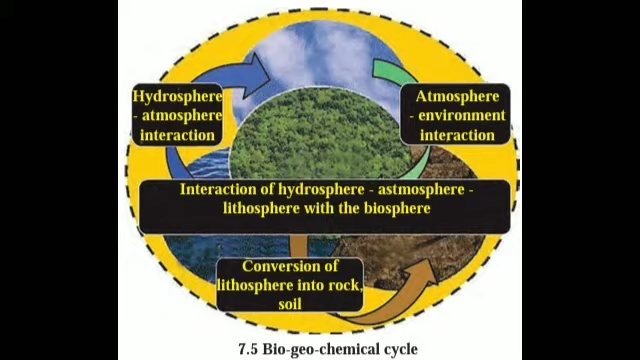 Hydrosphere
- atmosphere
interaction
Atmosphere
- environment
interaction
Interaction of hydrosphere - astmosphere -
lithosphere with the biosphere
Conversion of
lithosphere into rock,
soil
7.5 Bio-geo-chemical cycle